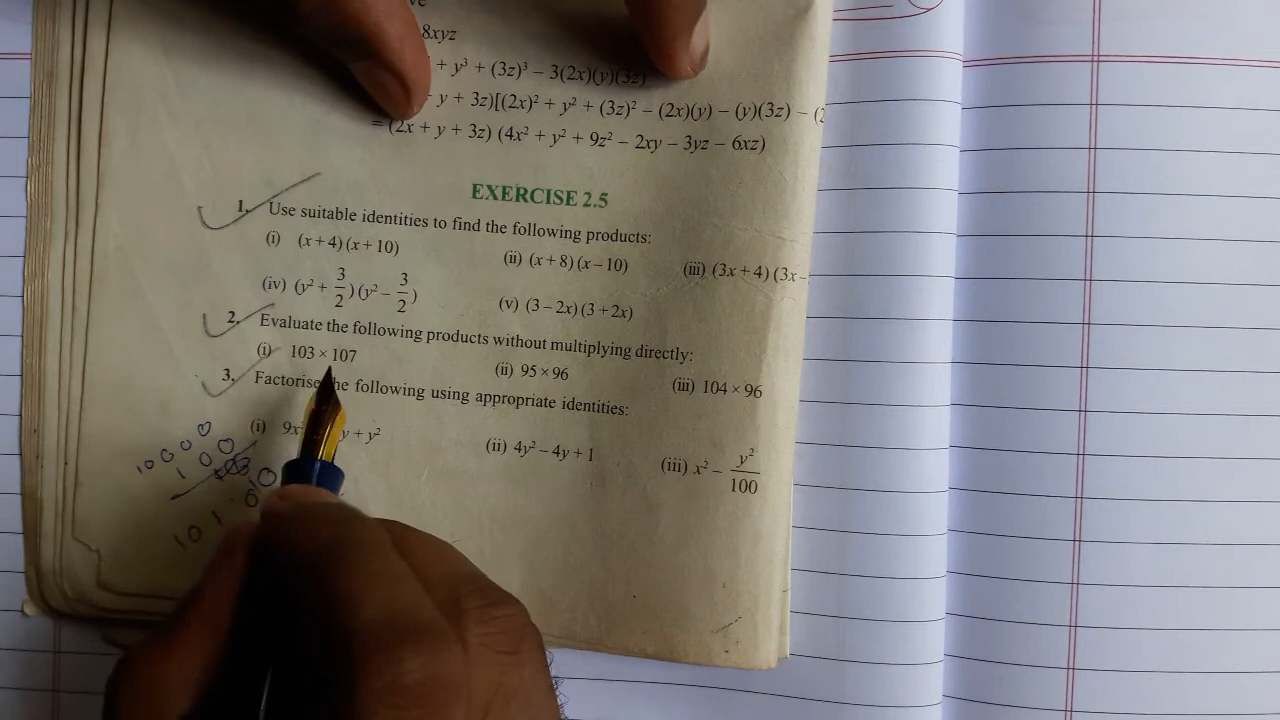 8xyz
+ y³ + (3z)³ – 3(2x)(y)(3z)
y + 3z)[(2x)² + y² + (3z)² – (2x)(y) – (y)(3z) –
= (2x + y + 3z) (4x² + y² + 9z² – 2xy – 3yz – 6xz)
EXERCISE 2.5
1. Use suitable identities to find the following products:
(i) (x + 4) (x + 10) (ii) (x + 8) (x – 10) (iii) (3x + 4) (3x –
(iv) (y² + 3/2) (y² – 3/2) (v) (3 – 2x) (3 + 2x)
2. Evaluate the following products without multiplying directly:
(i) 103 × 107 (ii) 95 × 96 (iii) 104 × 96
3. Factorise the following using appropriate identities:
(i) 9x y + y² (ii) 4y² – 4y + 1 (iii) x² – y²/100
10000
100